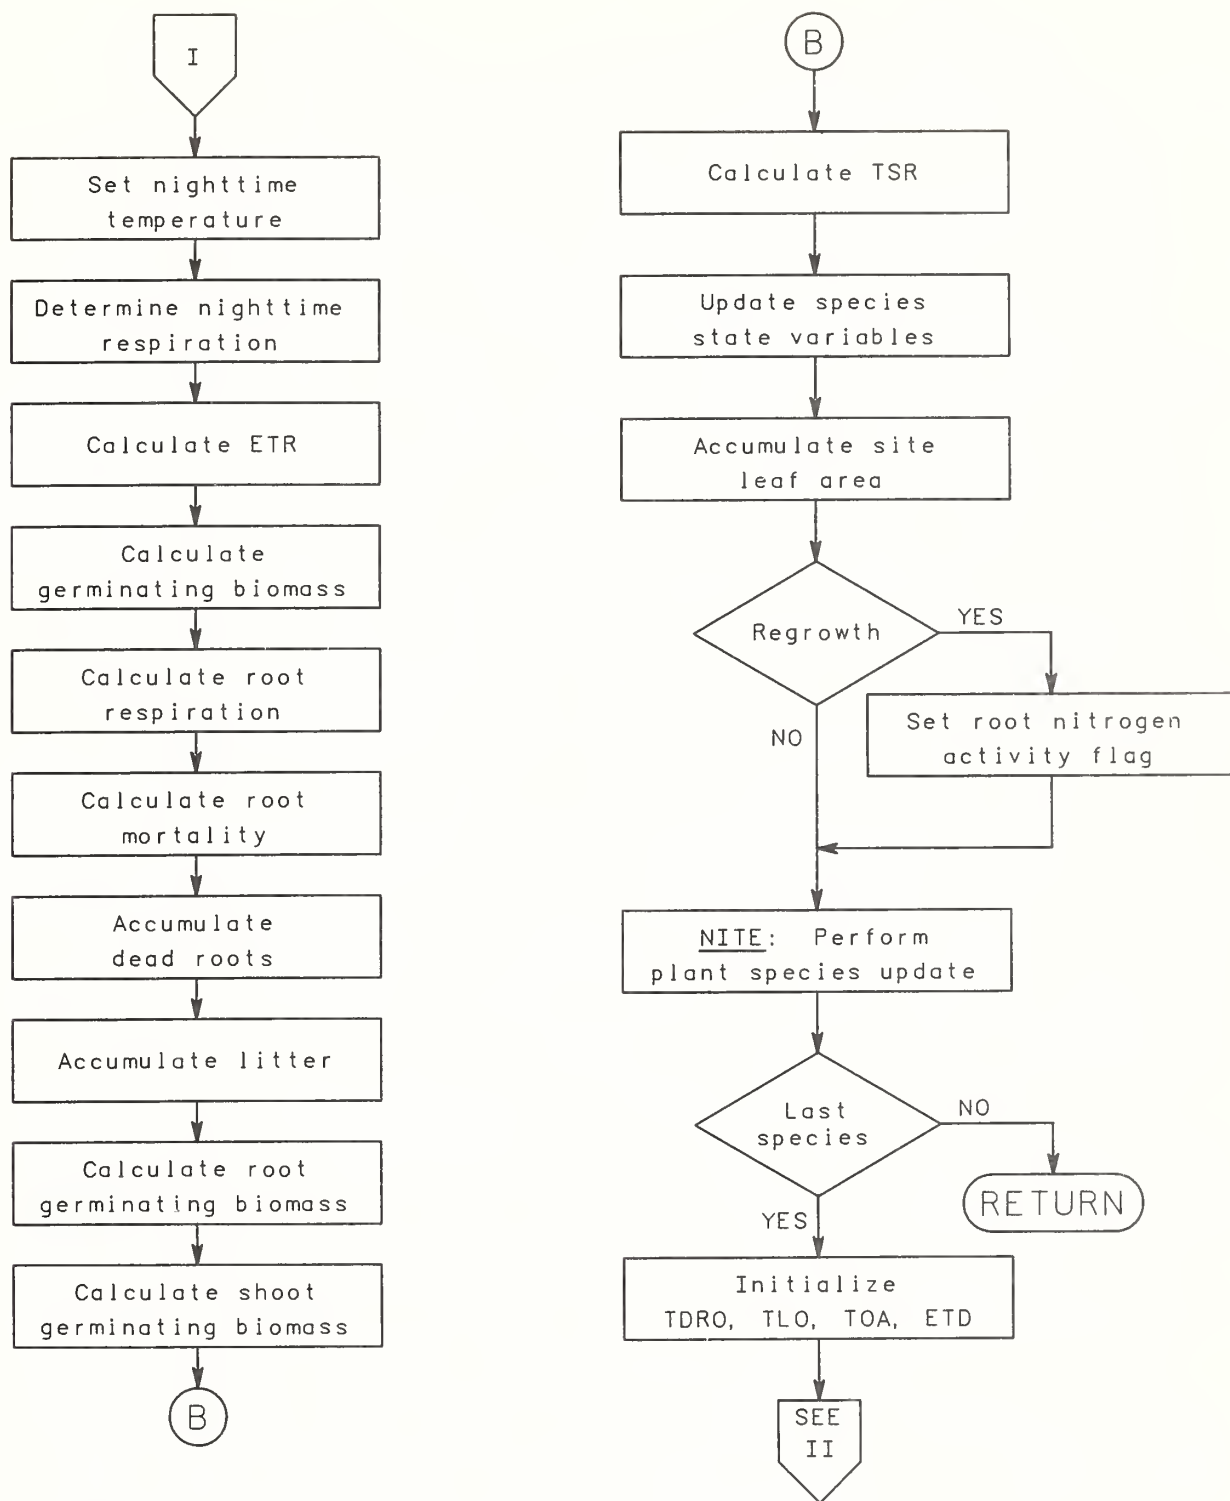 I
Set nighttime
temperature
Determine nighttime
respiration
Calculate ETR
Calculate
germinating biomass
Calculate root
respiration
Calculate root
mortality
Accumulate
dead roots
Accumulate litter
Calculate root
germinating biomass
Calculate shoot
germinating biomass
B
B
Calculate TSR
Update species
state variables
Accumulate site
leaf area
Regrowth
YES
Set root nitrogen
activity flag
NO
NITE: Perform
plant species update
Last
species
NO
RETURN
YES
Initialize
TDRO, TLO, TOA, ETD
SEE
II